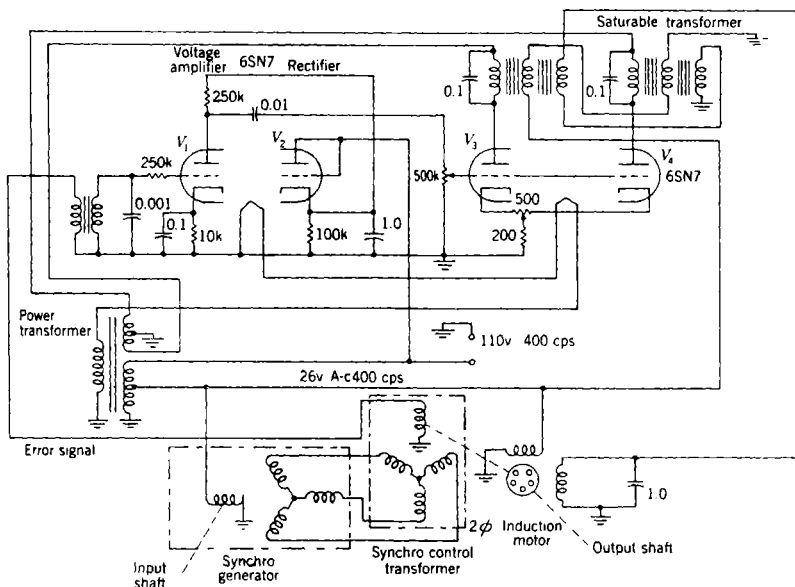 Saturable transformer
Voltage
amplifier
6SN7
Rectifier
250k
0.01
0.1
0.1
V1
V2
V3
V4
6SN7
250k
500k
0.001
0.1
10k
100k
1.0
500
200
Power
transformer
110v 400 cps
26v A-c 400 cps
Error signal
1.0
2ϕ
Induction
motor
Output shaft
Input
shaft
Synchro
generator
Synchro control
transformer